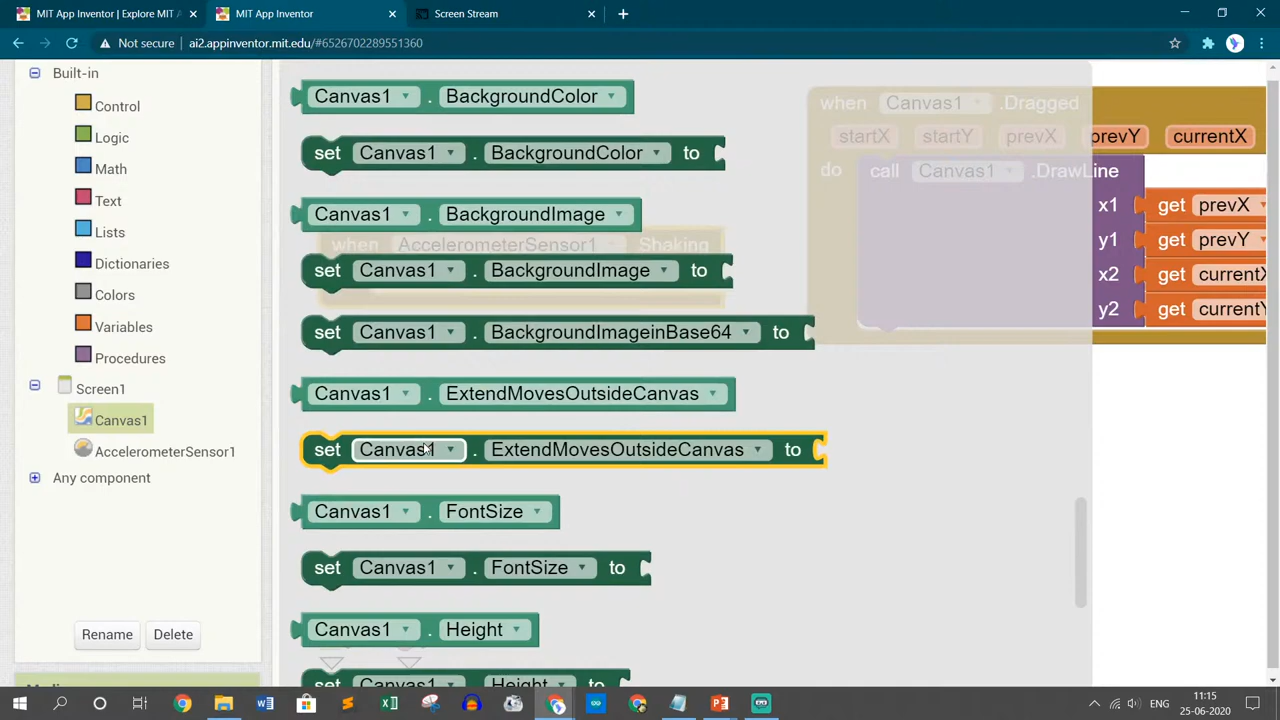 MIT App Inventor | Explore MIT A
MIT App Inventor
Screen Stream
Not secure
ai2.appinventor.mit.edu/#6526702289551360
Built-in
Control
Logic
Math
Text
Lists
Dictionaries
Colors
Variables
Procedures
Screen1
Canvas1
AccelerometerSensor1
Any component
Rename
Delete
Canvas1 . BackgroundColor
set Canvas1 . BackgroundColor to
Canvas1 . BackgroundImage
set Canvas1 . BackgroundImage to
set Canvas1 . BackgroundImageinBase64 to
Canvas1 . ExtendMovesOutsideCanvas
set Canvas1 . ExtendMovesOutsideCanvas to
Canvas1 . FontSize
set Canvas1 . FontSize to
Canvas1 . Height
set Canvas1 . Height to
when AccelerometerSensor1 .Shaking
when Canvas1 .Dragged
startX startY prevX prevY currentX
do call Canvas1 .DrawLine
x1 get prevX
y1 get prevY
x2 get currentX
y2 get currentY
ENG
11:15
25-06-2020